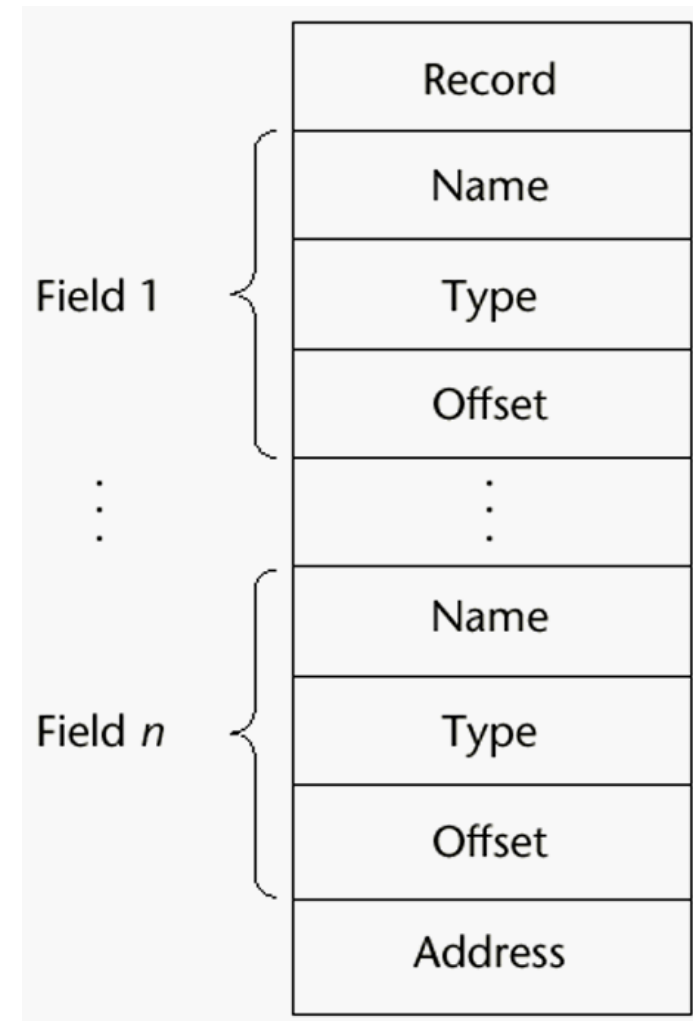 Record
Name
Field 1
Type
Offset
Name
Field n
Type
Offset
Address